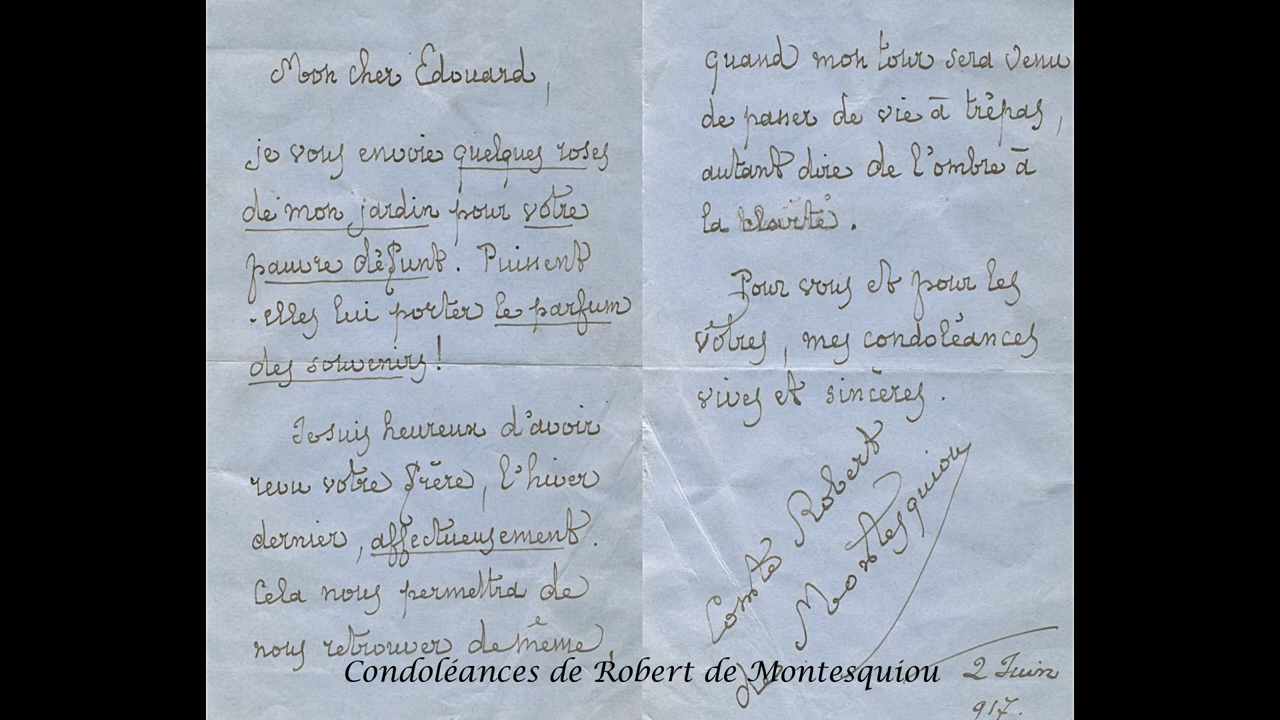 Mon cher Edouard,
je vous envoie quelques roses
de mon jardin pour votre
pauvre défunt. Puissent
-elles lui porter le parfum
des souvenirs!
Je suis heureux d'avoir
revu votre frère, l'hiver
dernier, affectueusement.
Cela nous permettra de
nous retrouver de même,
quand mon tour sera venu
de passer de vie à trépas,
autant dire de l'ombre à
la clarté.
Pour vous et pour les
vôtres, mes condoléances
vives et sincères.
Comte Robert
de Montesquiou
2 Juin
917.
Condoléances de Robert de Montesquiou